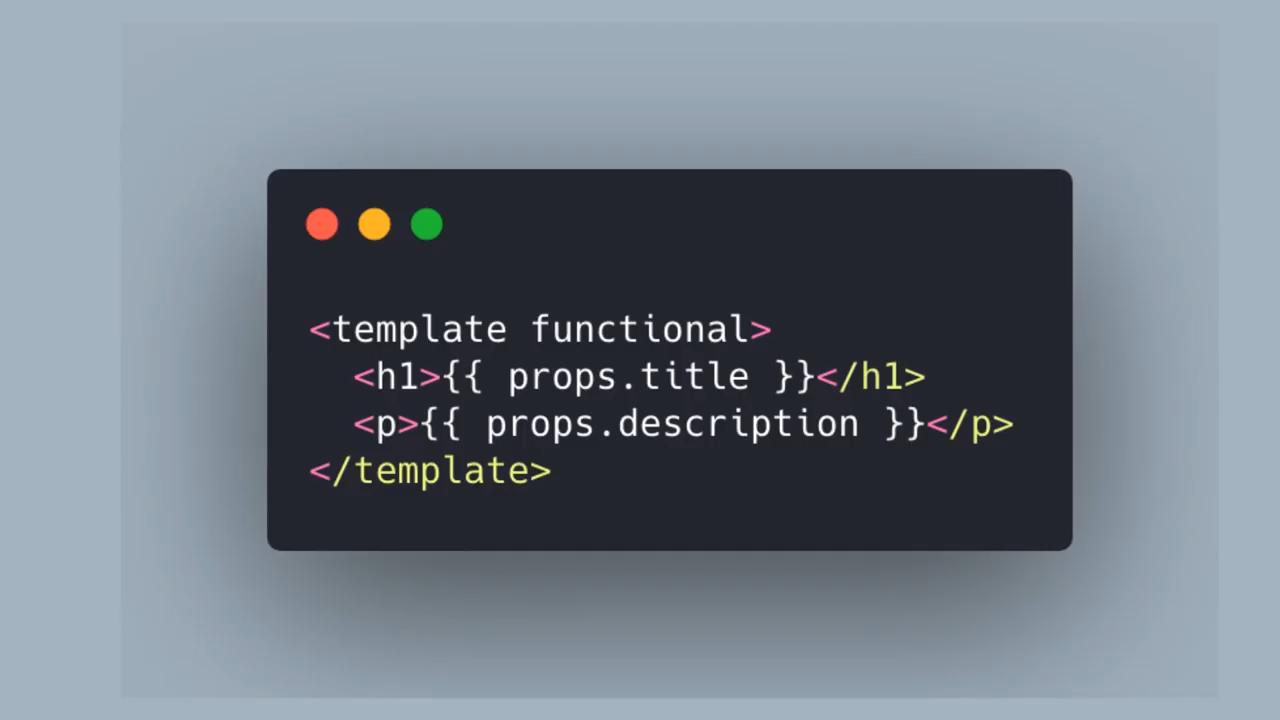 <template functional>
  <h1>{{ props.title }}</h1>
  <p>{{ props.description }}</p>
</template>